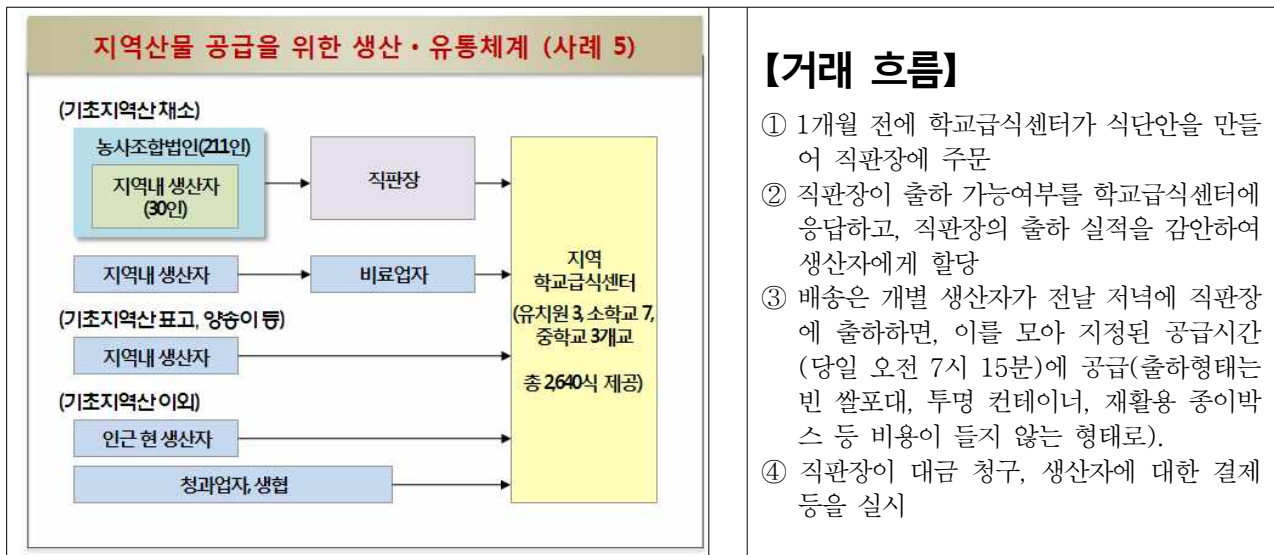 지역산물 공급을 위한 생산・유통체계 (사례 5)
(기초지역산 채소)
농사조합법인(211인)
지역내 생산자
(30인)
직판장
지역내 생산자
비료업자
(기초지역산 표고, 양송이 등)
지역내 생산자
(기초지역산 이외)
인근 현 생산자
청과업자, 생협
지역
학교급식센터
(유치원 3, 소학교 7,
중학교 3개교
총 2,640식 제공)
【거래 흐름】
① 1개월 전에 학교급식센터가 식단안을 만들
어 직판장에 주문
② 직판장이 출하 가능여부를 학교급식센터에
응답하고, 직판장의 출하 실적을 감안하여
생산자에게 할당
③ 배송은 개별 생산자가 전날 저녁에 직판장
에 출하하면, 이를 모아 지정된 공급시간
(당일 오전 7시 15분)에 공급(출하형태는
빈 쌀포대, 투명 컨테이너, 재활용 종이박
스 등 비용이 들지 않는 형태로).
④ 직판장이 대금 청구, 생산자에 대한 결제
등을 실시